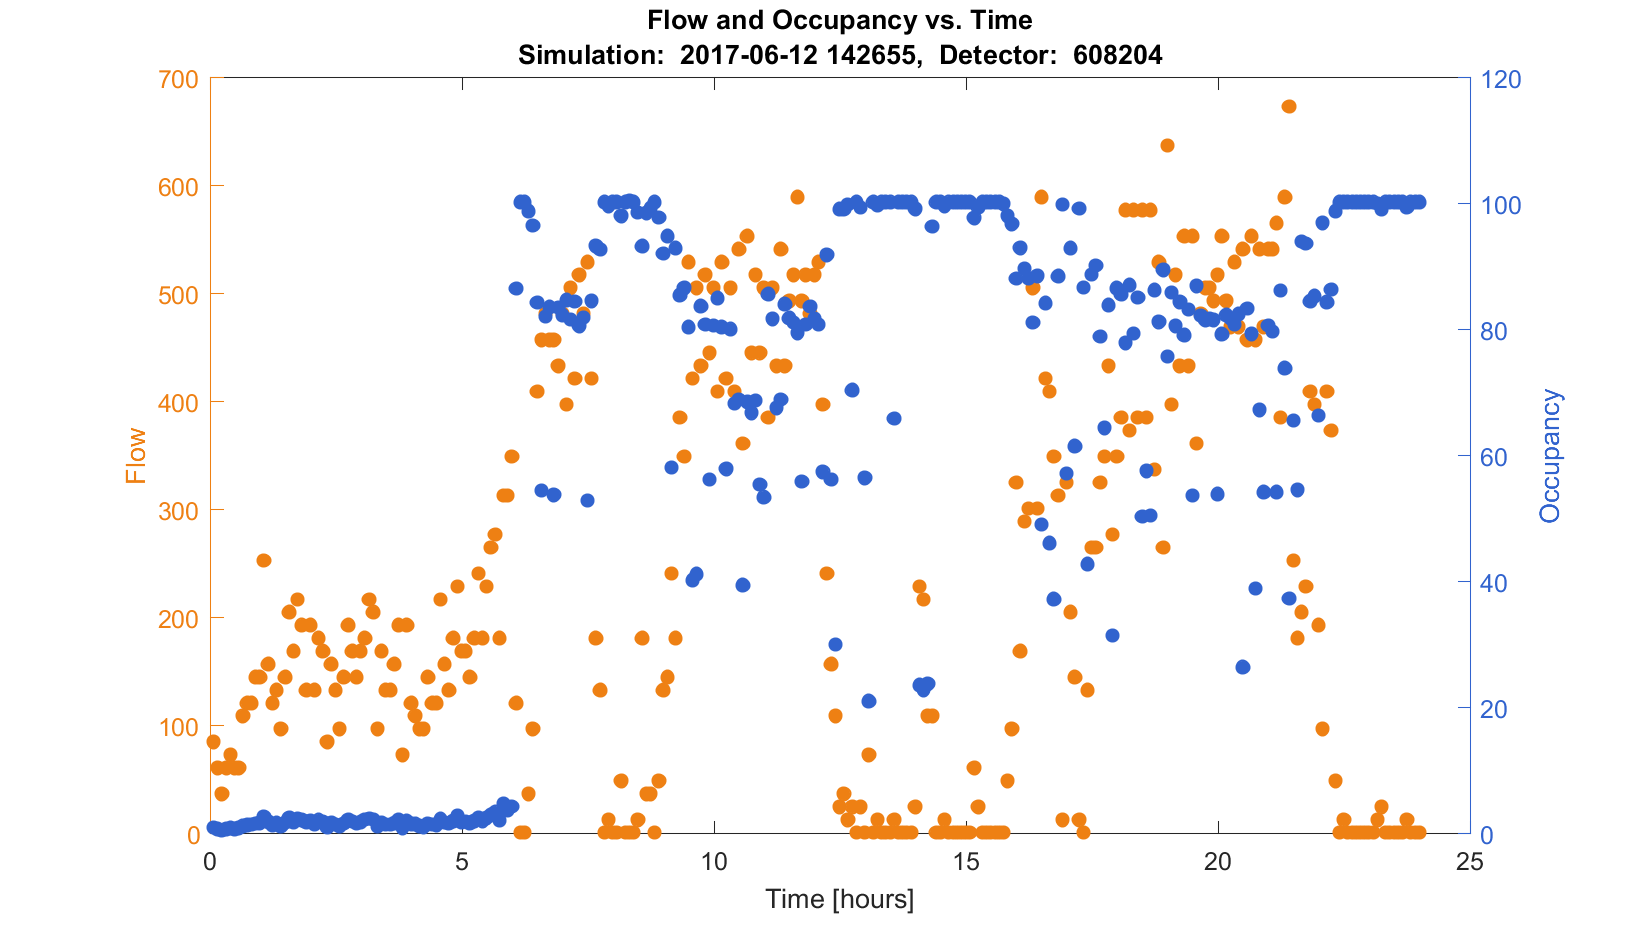 Flow and Occupancy vs. Time
Simulation:  2017-06-12 142655,  Detector:  608204
700
600
500
400
300
200
100
0
Flow
120
100
80
60
40
20
0
Occupancy
0 5 10 15 20 25
Time [hours]